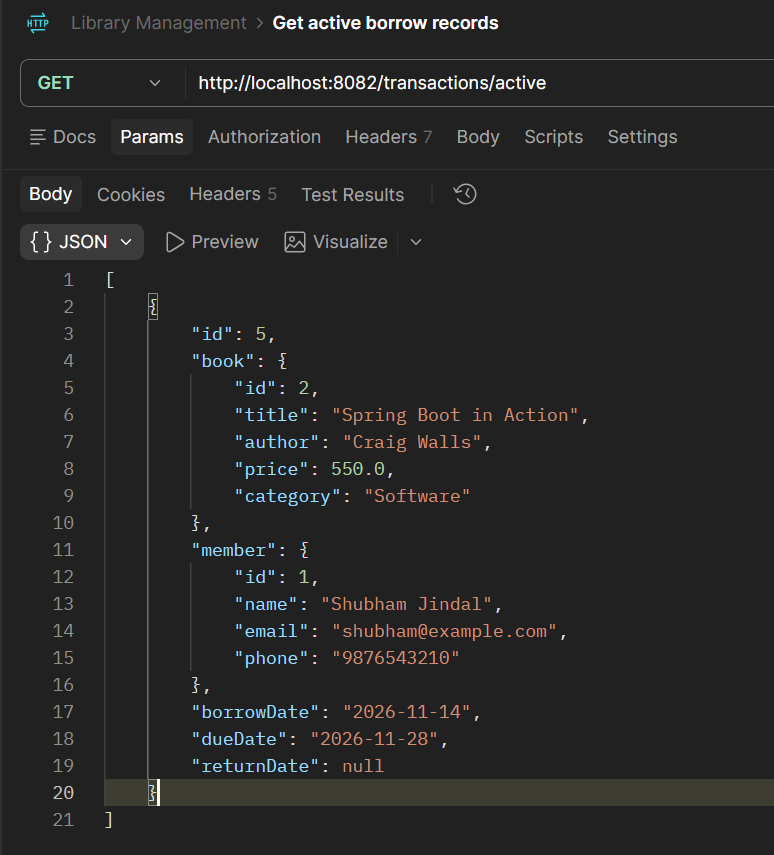 HTTP Library Management > Get active borrow records
GET http://localhost:8082/transactions/active
Docs Params Authorization Headers 7 Body Scripts Settings
Body Cookies Headers 5 Test Results
{} JSON Preview Visualize
1 [
2 {
3 "id": 5,
4 "book": {
5 "id": 2,
6 "title": "Spring Boot in Action",
7 "author": "Craig Walls",
8 "price": 550.0,
9 "category": "Software"
10 },
11 "member": {
12 "id": 1,
13 "name": "Shubham Jindal",
14 "email": "shubham@example.com",
15 "phone": "9876543210"
16 },
17 "borrowDate": "2026-11-14",
18 "dueDate": "2026-11-28",
19 "returnDate": null
20 }
21 ]